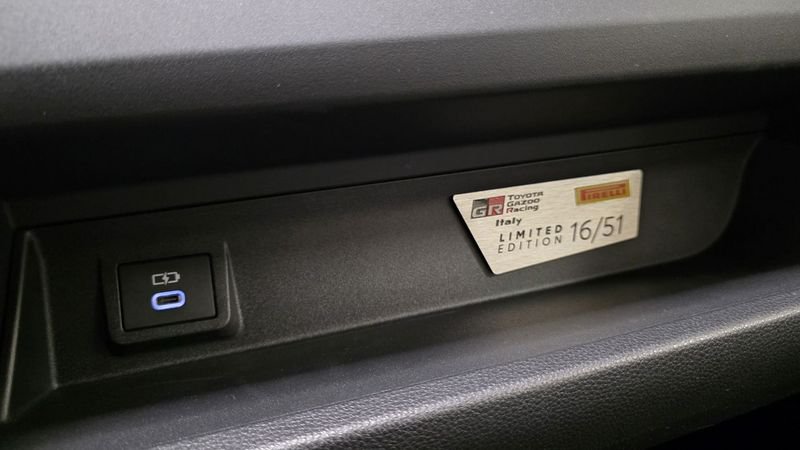 GR TOYOTA
GAZOO
Racing
Italy
PIRELLI
LIMITED
EDITION 16/51